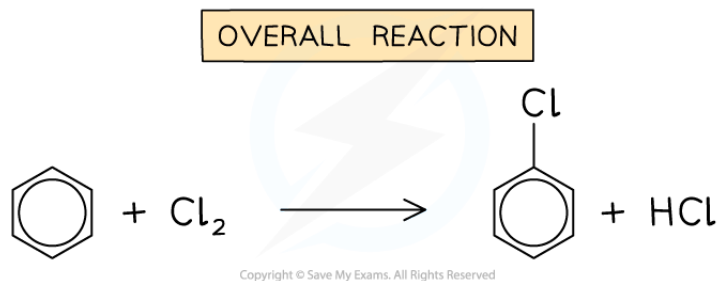 OVERALL REACTION
Cl
+ Cl₂ + HCl
Copyright © Save My Exams. All Rights Reserved